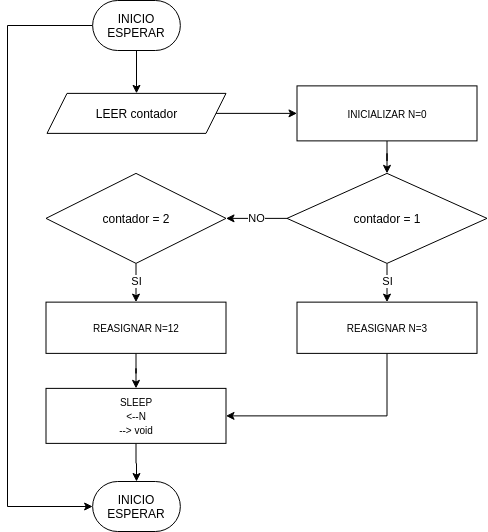 INICIO
ESPERAR
LEER contador
INICIALIZAR N=0
contador = 2
NO
contador = 1
SI
SI
REASIGNAR N=12
REASIGNAR N=3
SLEEP
<--N
--> void
INICIO
ESPERAR